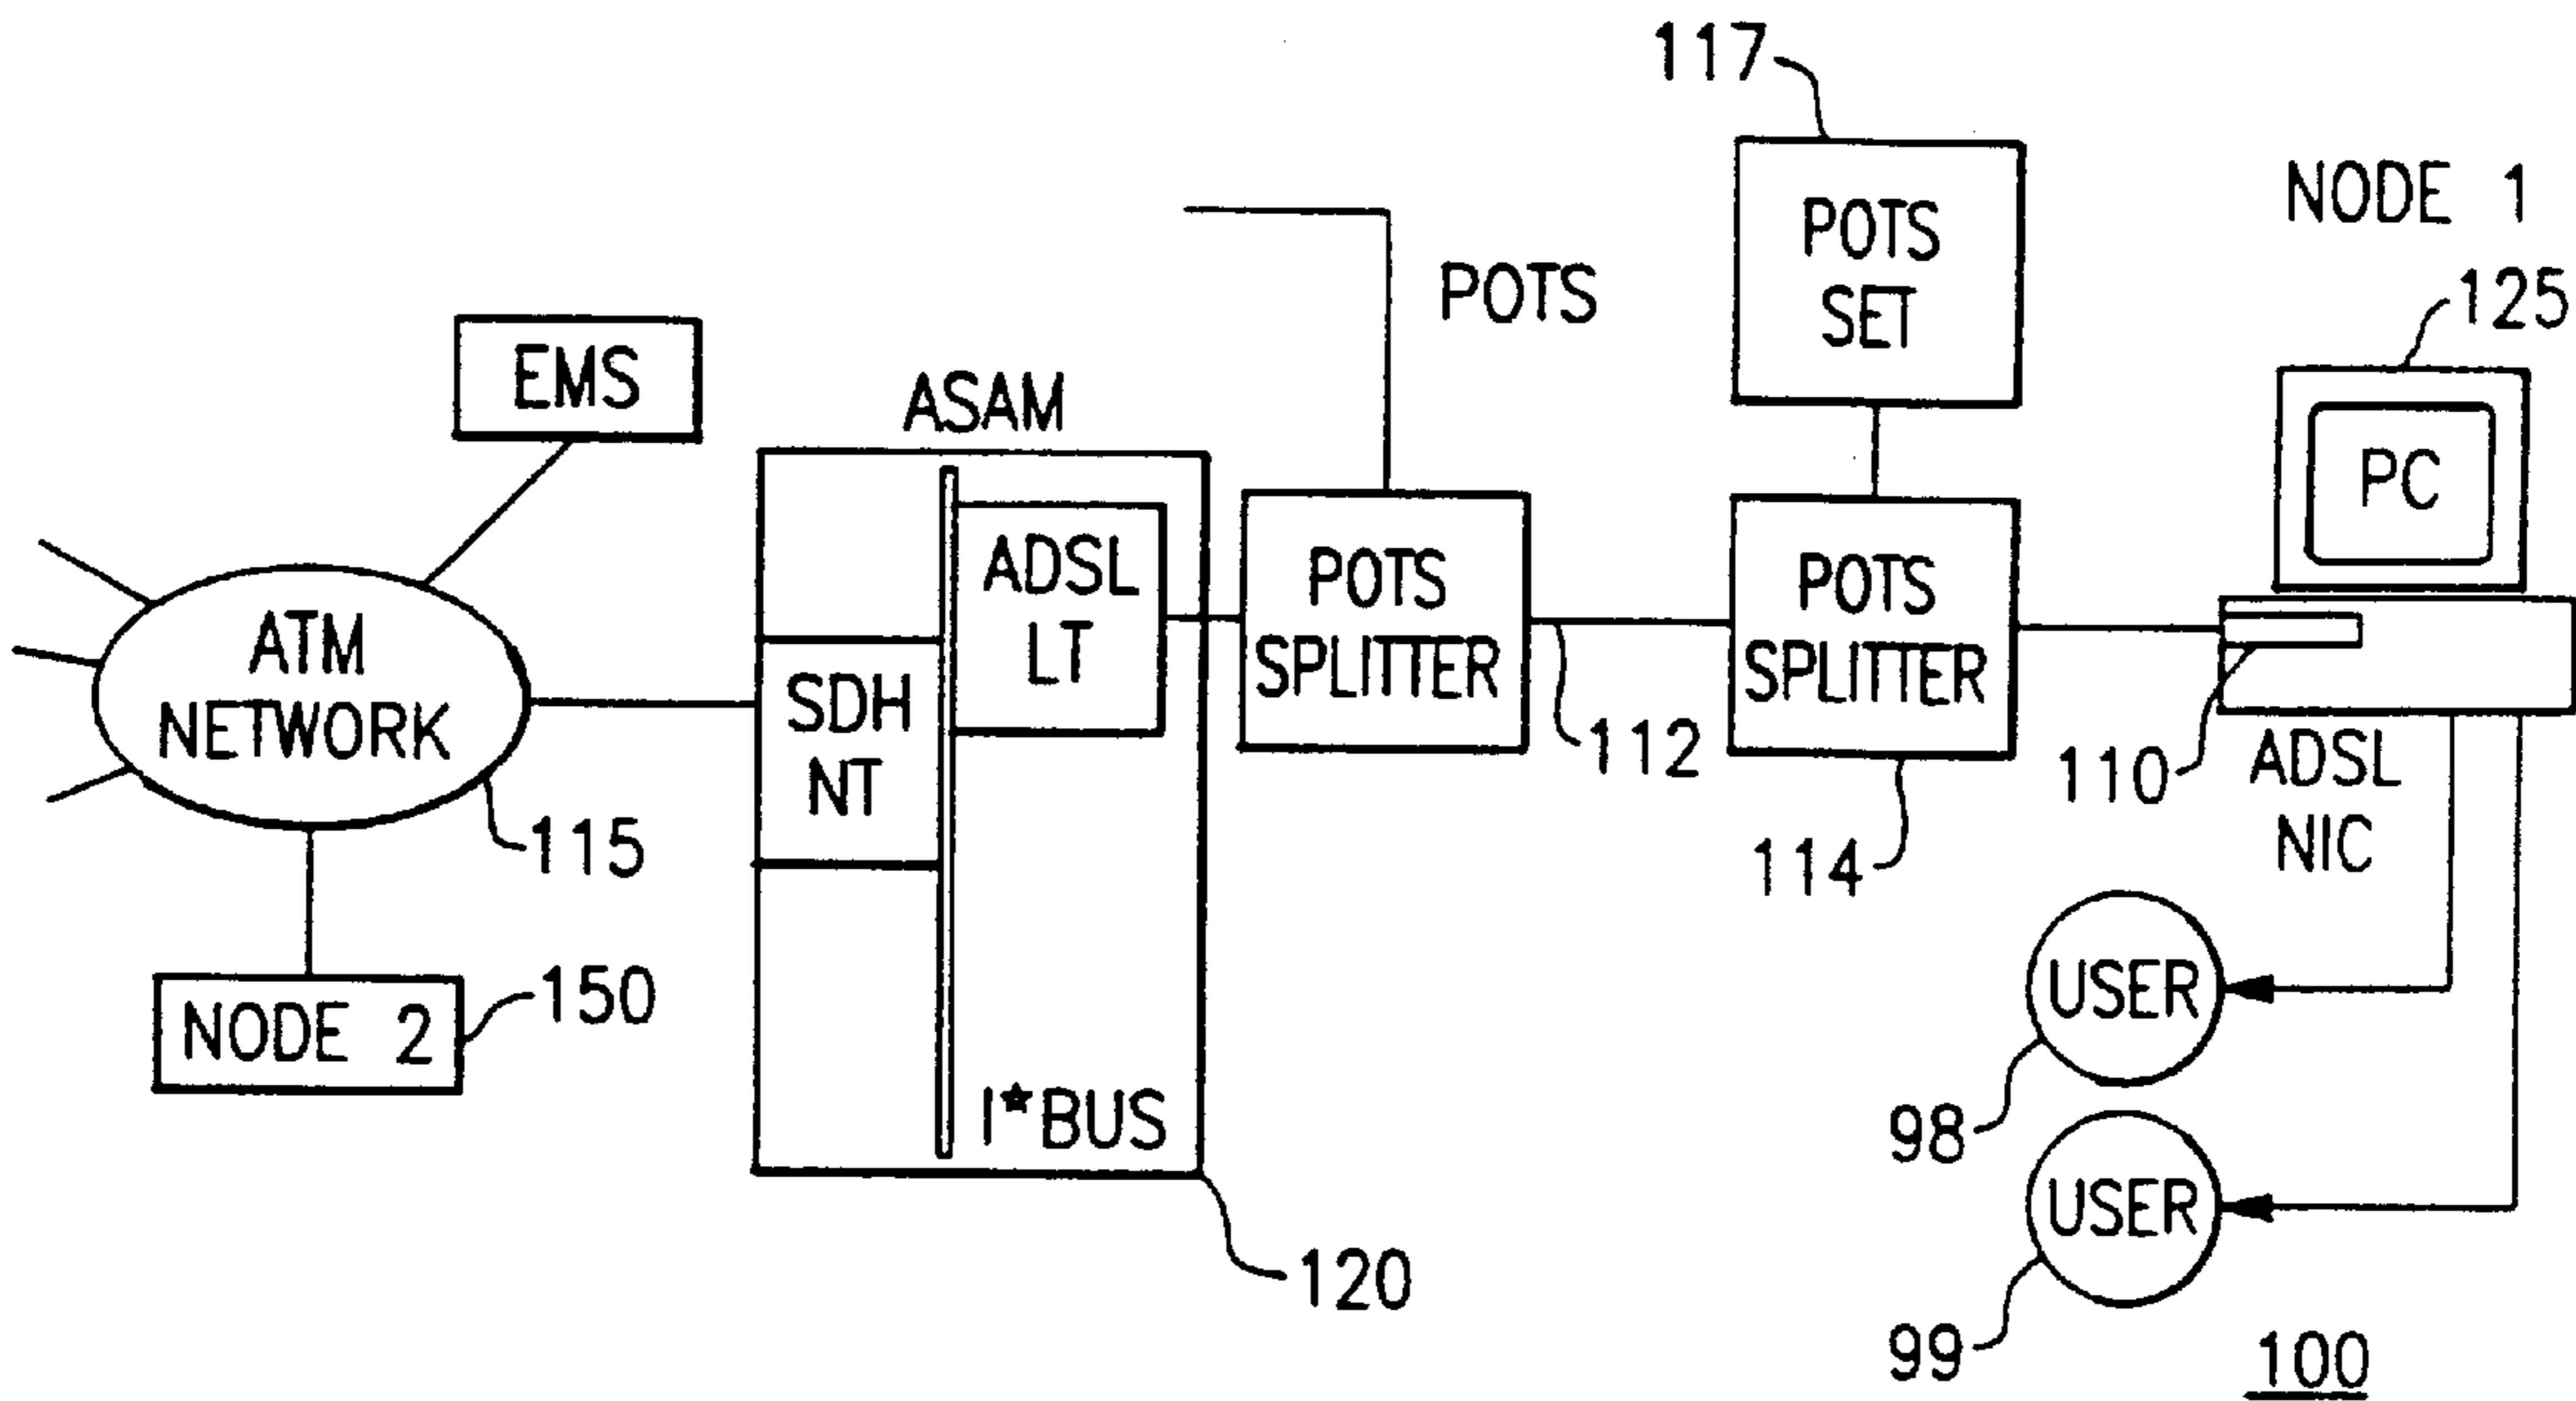 117
NODE 1
POTS
SET
POTS
125
EMS
ASAM
PC
ADSL
LT
POTS
SPLITTER
POTS
SPLITTER
ATM
NETWORK
SDH
NT
112
110
ADSL
NIC
115
114
NODE 2
150
USER
I★BUS
98
USER
120
99
100